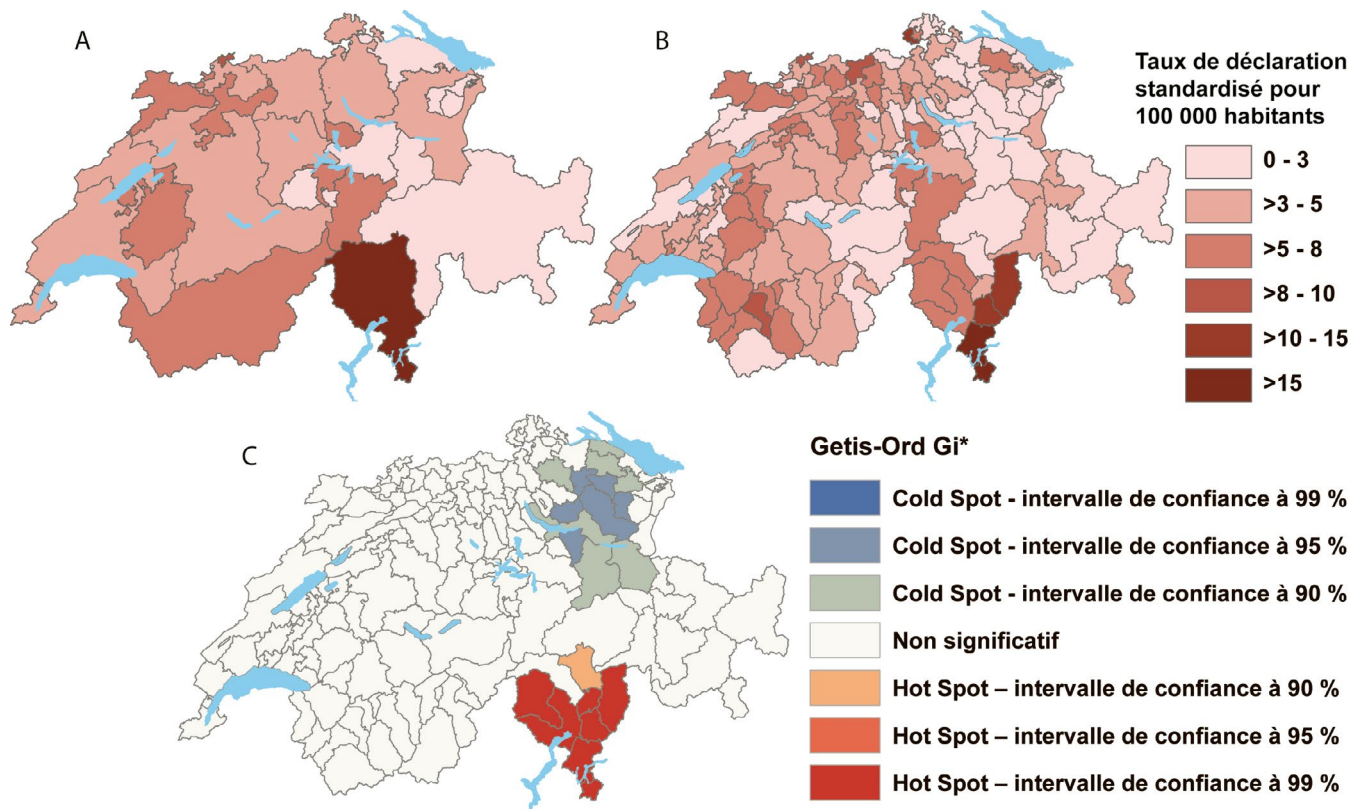 A
B
Taux de déclaration
standardisé pour
100 000 habitants
0 - 3
>3 - 5
>5 - 8
>8 - 10
>10 - 15
>15
C
Getis-Ord Gi*
Cold Spot - intervalle de confiance à 99 %
Cold Spot - intervalle de confiance à 95 %
Cold Spot - intervalle de confiance à 90 %
Non significatif
Hot Spot – intervalle de confiance à 90 %
Hot Spot – intervalle de confiance à 95 %
Hot Spot – intervalle de confiance à 99 %